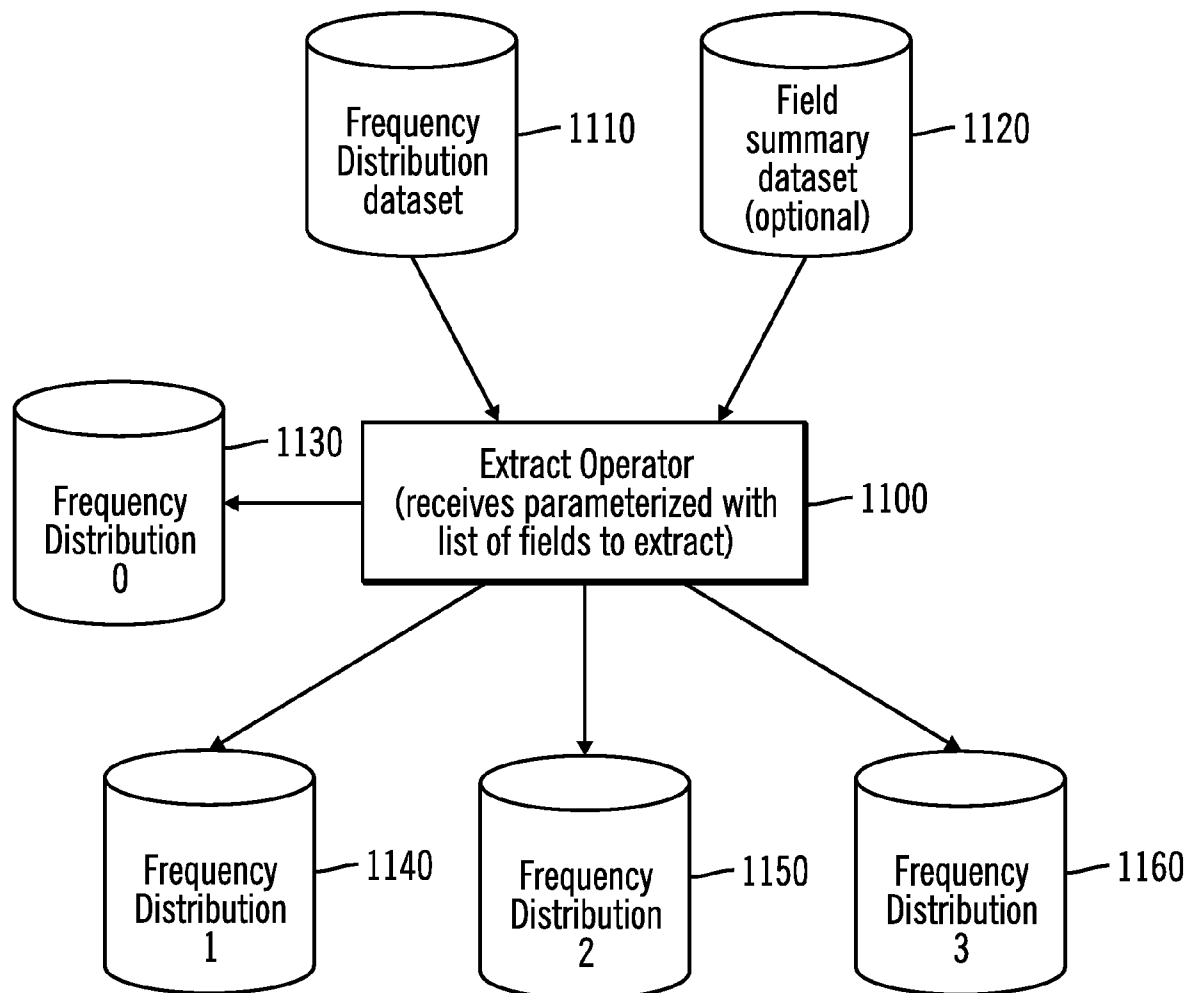 Frequency
Distribution
dataset
1110
Field
summary
dataset
(optional)
1120
Frequency
Distribution
0
1130
Extract Operator
(receives parameterized with
list of fields to extract)
1100
Frequency
Distribution
1
1140
Frequency
Distribution
2
1150
Frequency
Distribution
3
1160